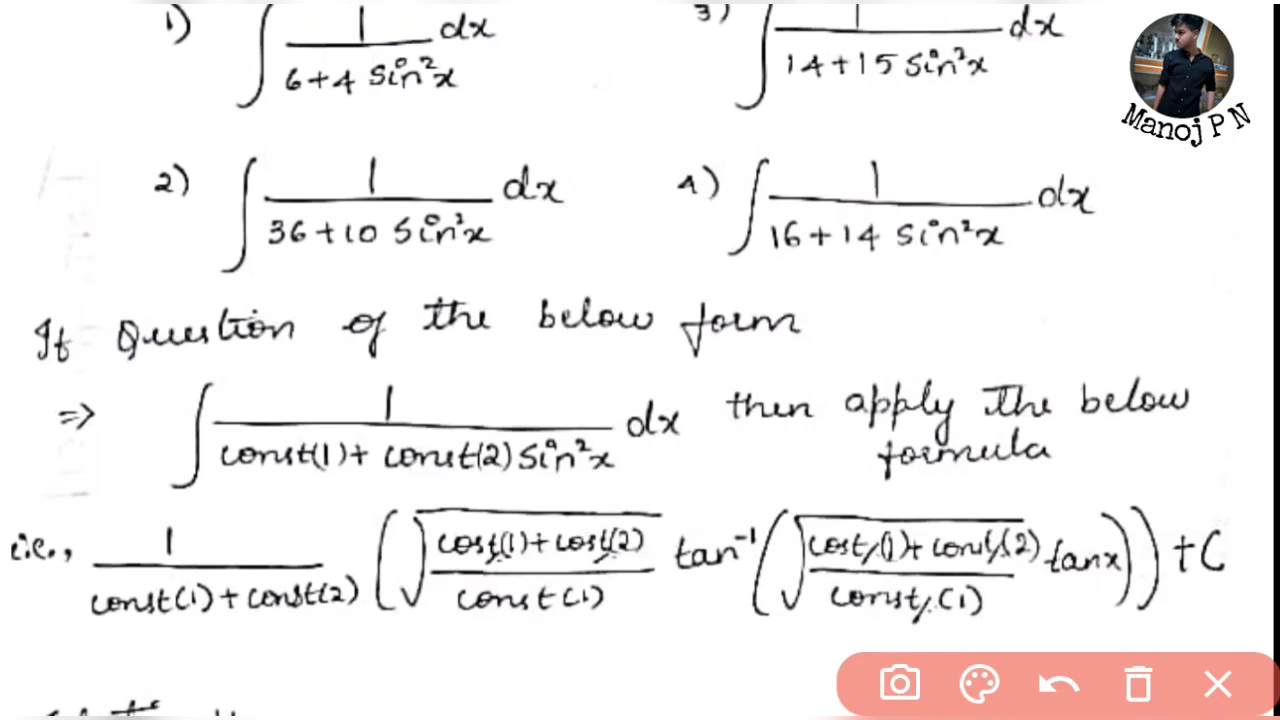 1) ∫ 1/(6+4 Sin²x) dx
3) ∫ 1/(14+15 Sin²x) dx
Manoj P N
2) ∫ 1/(36+10 Sin²x) dx
4) ∫ 1/(16+14 Sin²x) dx
If Question of the below form
=> ∫ 1/(const(1)+ const(2) Sin²x) dx then apply the below
formula
i.e., 1/(const(1)+const(2)) (√((cost(1)+cost(2))/(const(1))) tan⁻¹(√((cost(1)+const(2))/(const(1))) tanx)) +C